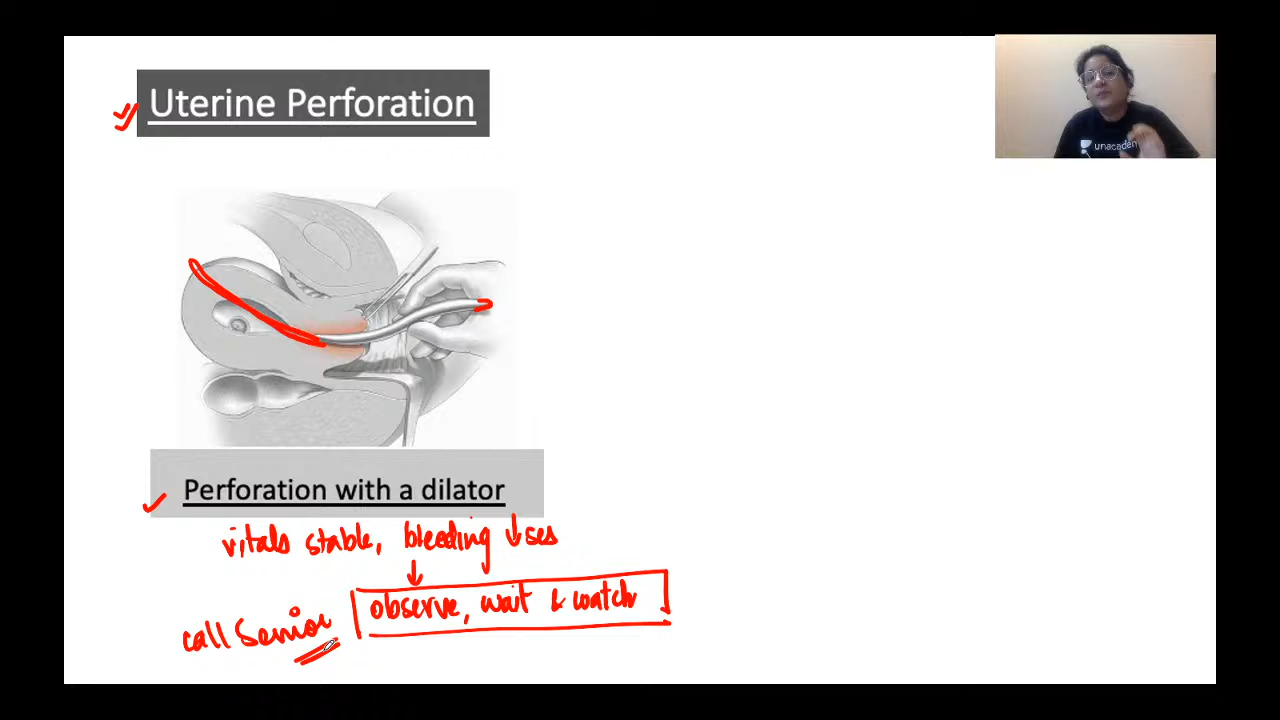 Uterine Perforation
unacadem
Perforation with a dilator
vitals stable, bleeding ↓ses
↓
observe, wait & watch
call Senior